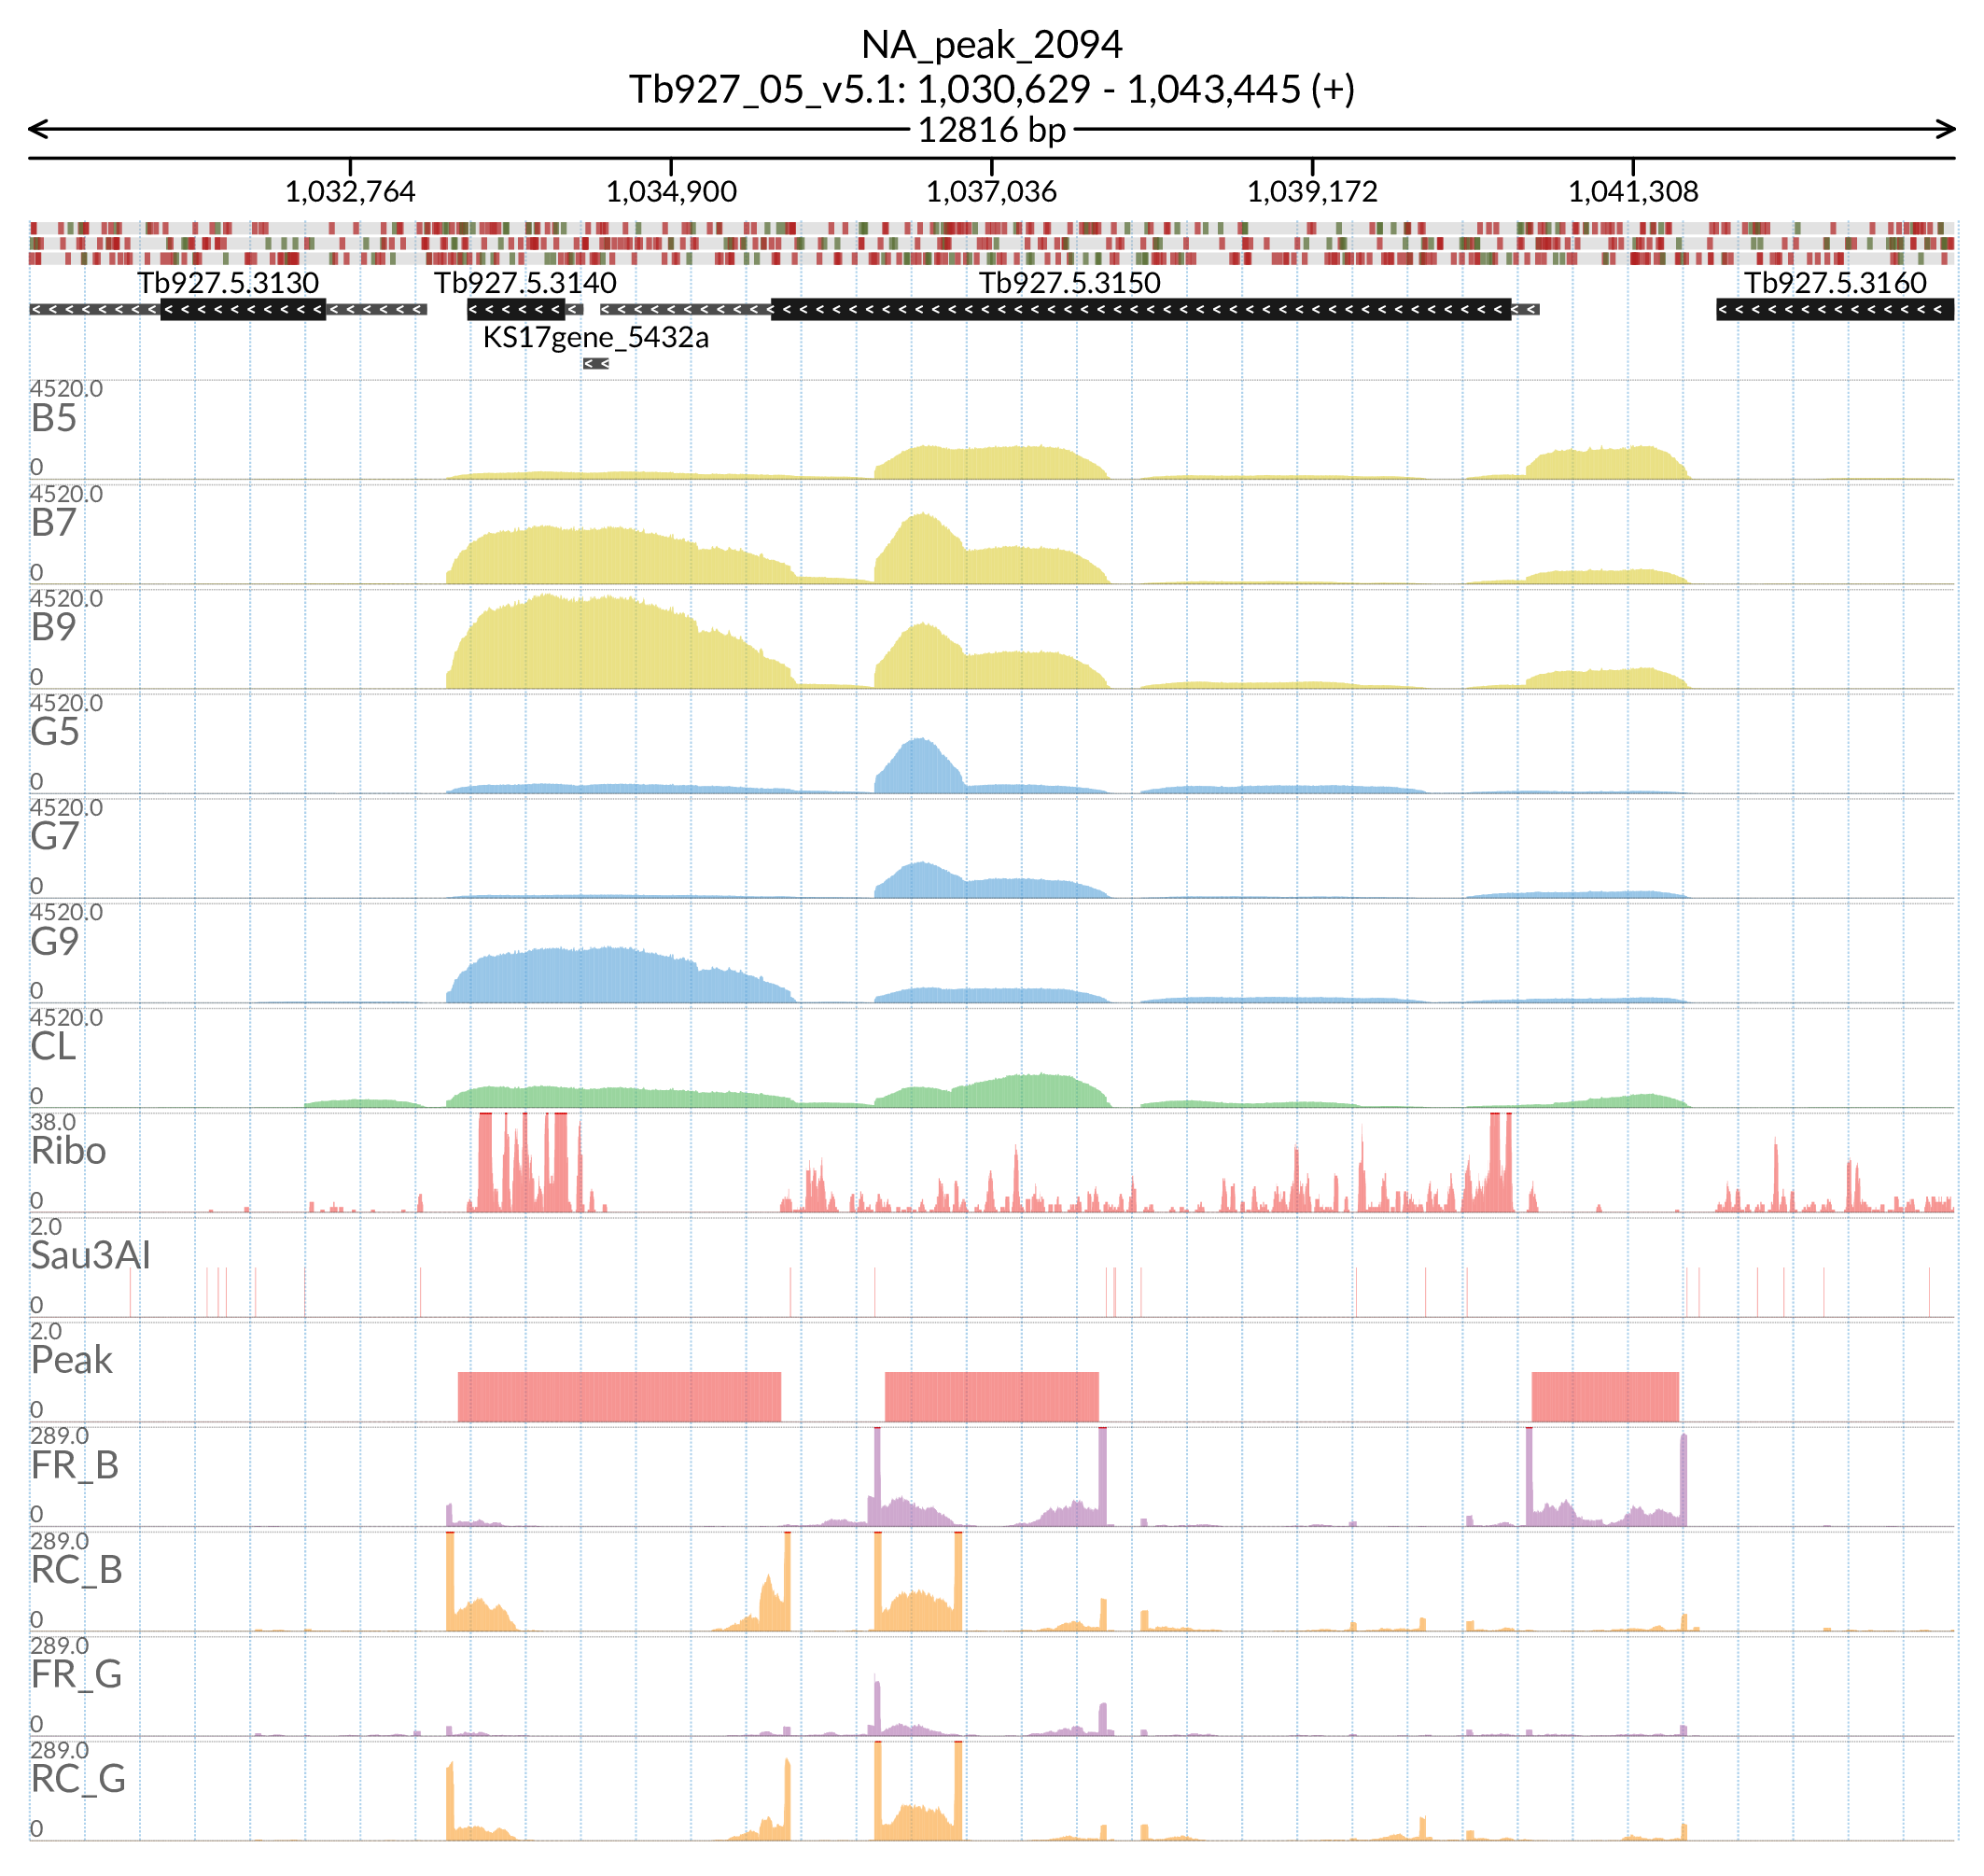 NA_peak_2094
Tb927_05_v5.1: 1,030,629 - 1,043,445 (+)
12816 bp
1,032,764 1,034,900 1,037,036 1,039,172 1,041,308
Tb927.5.3130 Tb927.5.3140 Tb927.5.3150 Tb927.5.3160
KS17gene_5432a
4520.0
B5
0
4520.0
B7
0
4520.0
B9
0
4520.0
G5
0
4520.0
G7
0
4520.0
G9
0
4520.0
CL
0
38.0
Ribo
0
2.0
Sau3AI
0
2.0
Peak
0
289.0
FR_B
0
289.0
RC_B
0
289.0
FR_G
0
289.0
RC_G
0